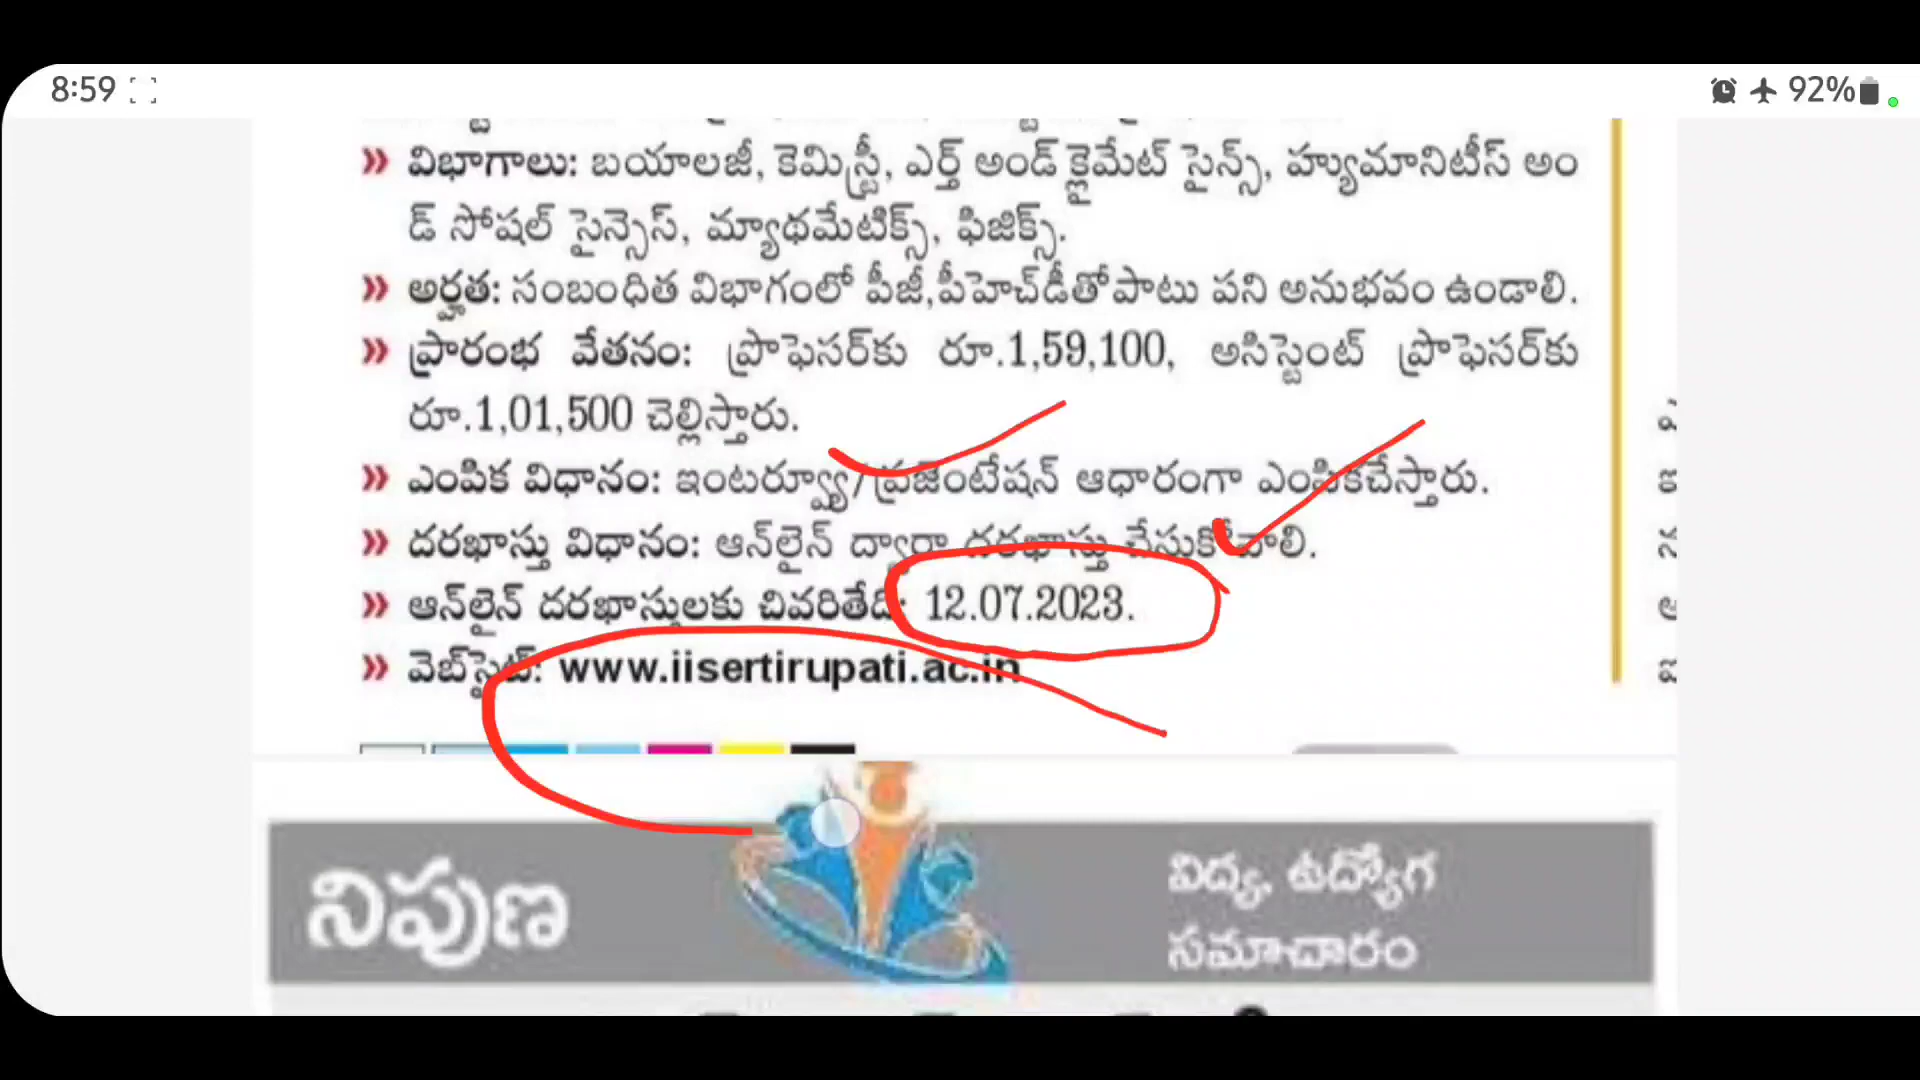 8:59
92%
» విభాగాలు: బయాలజీ, కెమిస్ట్రీ, ఎర్త్ అండ్ క్లైమేట్ సైన్స్, హ్యుమానిటీస్ అం
డ్ సోషల్ సైన్సెస్, మ్యాథమేటిక్స్, ఫిజిక్స్.
» అర్హత: సంబంధిత విభాగంలో పీజీ,పీహెచ్‌డీతోపాటు పని అనుభవం ఉండాలి.
» ప్రారంభ వేతనం: ప్రొఫెసర్‌కు రూ.1,59,100, అసిస్టెంట్ ప్రొఫెసర్‌కు
రూ.1,01,500 చెల్లిస్తారు.
» ఎంపిక విధానం: ఇంటర్వ్యూ/ప్రజెంటేషన్ ఆధారంగా ఎంపికచేస్తారు.
» దరఖాస్తు విధానం: ఆన్‌లైన్ ద్వారా దరఖాస్తు చేసుకోవాలి.
» ఆన్‌లైన్ దరఖాస్తులకు చివరితేది: 12.07.2023.
» వెబ్‌సైట్: www.iisertirupati.ac.in
నిపుణ
విద్య, ఉద్యోగ
సమాచారం